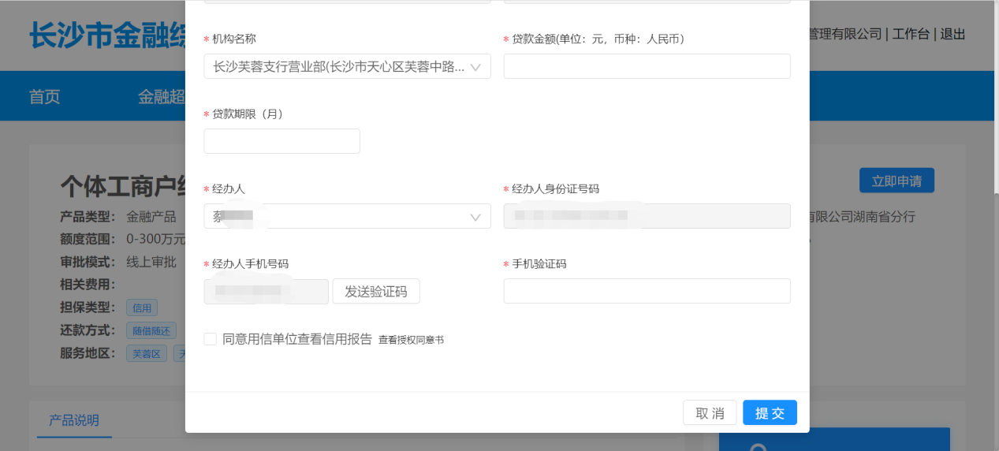 长沙市金融综
管理有限公司 | 工作台 | 退出
首页
金融超
个体工商户经
立即申请
产品类型： 金融产品
有限公司湖南省分行
额度范围： 0-300万元
审批模式： 线上审批
相关费用：
担保类型： 信用
还款方式： 随借随还
服务地区： 芙蓉区
产品说明
* 机构名称
* 贷款金额(单位：元，币种：人民币)
长沙芙蓉支行营业部(长沙市天心区芙蓉中路...
* 贷款期限（月）
* 经办人
* 经办人身份证号码
蔡
* 经办人手机号码
* 手机验证码
发送验证码
同意用信单位查看信用报告 查看授权同意书
取 消
提 交